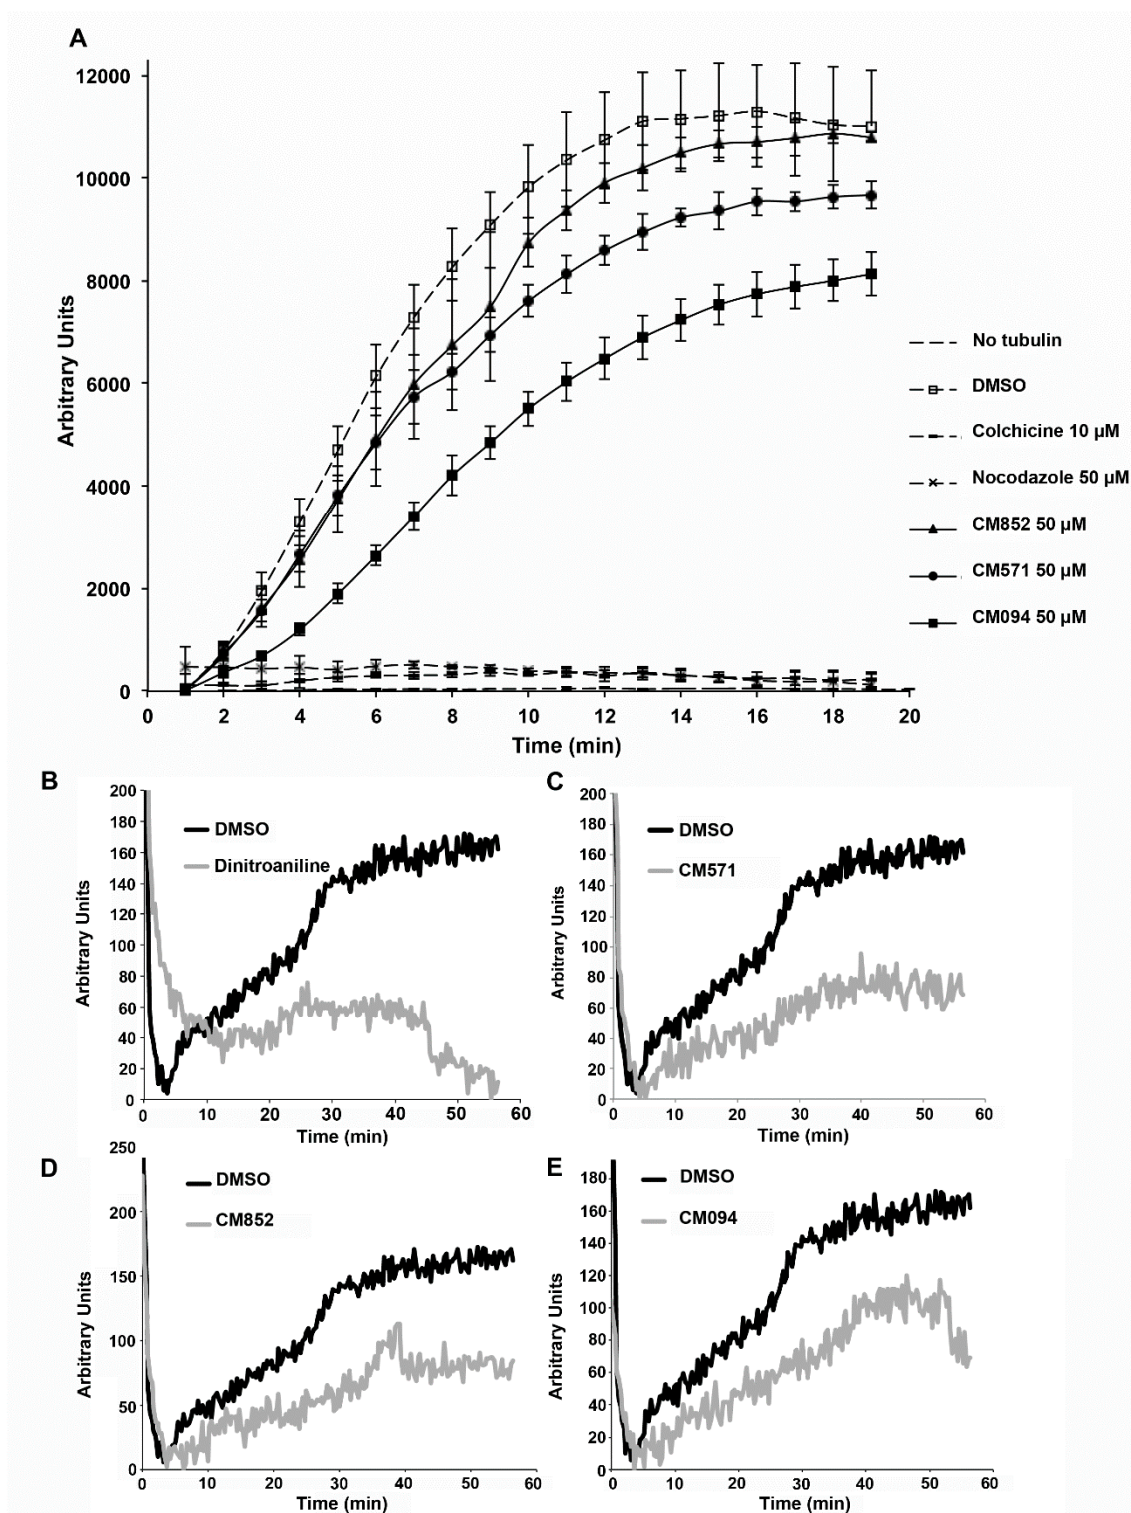 A
12000
10000
8000
6000
4000
2000
0
Arbitrary Units
0 2 4 6 8 10 12 14 16 18 20
Time (min)
No tubulin
DMSO
Colchicine 10 µM
Nocodazole 50 µM
CM852 50 µM
CM571 50 µM
CM094 50 µM
B
200
180
160
140
120
100
80
60
40
20
0
Arbitrary Units
DMSO
Dinitroaniline
0 10 20 30 40 50 60
Time (min)
C
200
180
160
140
120
100
80
60
40
20
0
Arbitrary Units
DMSO
CM571
0 10 20 30 40 50 60
Time (min)
D
250
200
150
100
50
0
Arbitrary Units
DMSO
CM852
0 10 20 30 40 50 60
Time (min)
E
180
160
140
120
100
80
60
40
20
0
Arbitrary Units
DMSO
CM094
0 10 20 30 40 50 60
Time (min)